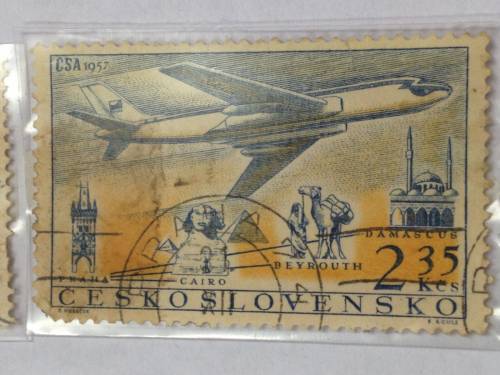 ČSA 1957
DAMASCUS
PRAHA
CAIRO
BEYROUTH
2 35
Kčs
ČESKOSLOVENSKO